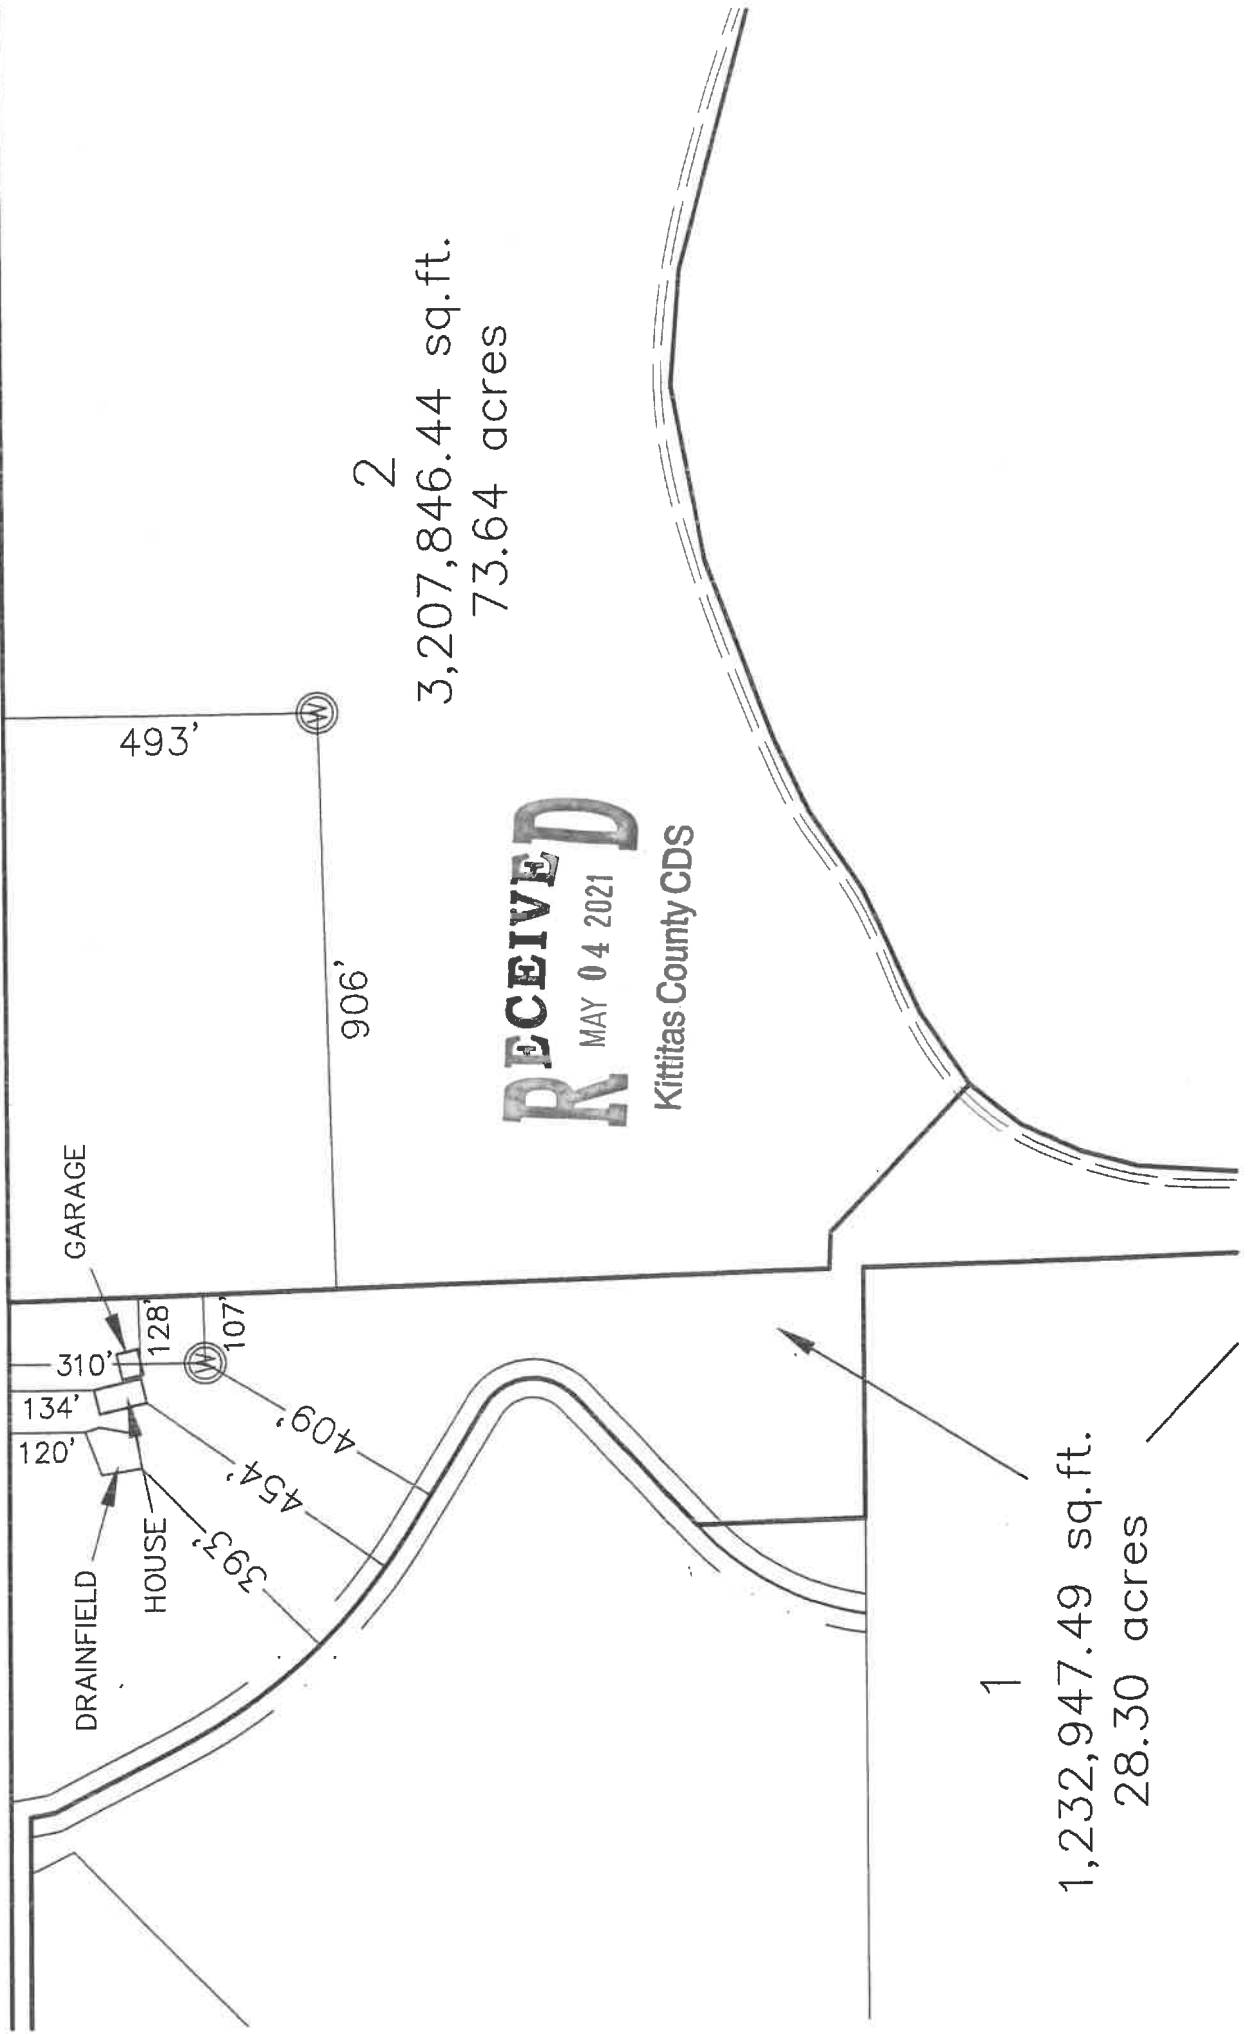 2
3,207,846.44 sq.ft.
73.64 acres
493'
906'
RECEIVED
MAY 04 2021
Kittitas County CDS
GARAGE
310'
128'
107'
134'
120'
409'
454'
393'
HOUSE
DRAINFIELD
W
W
1
1,232,947.49 sq.ft.
28.30 acres